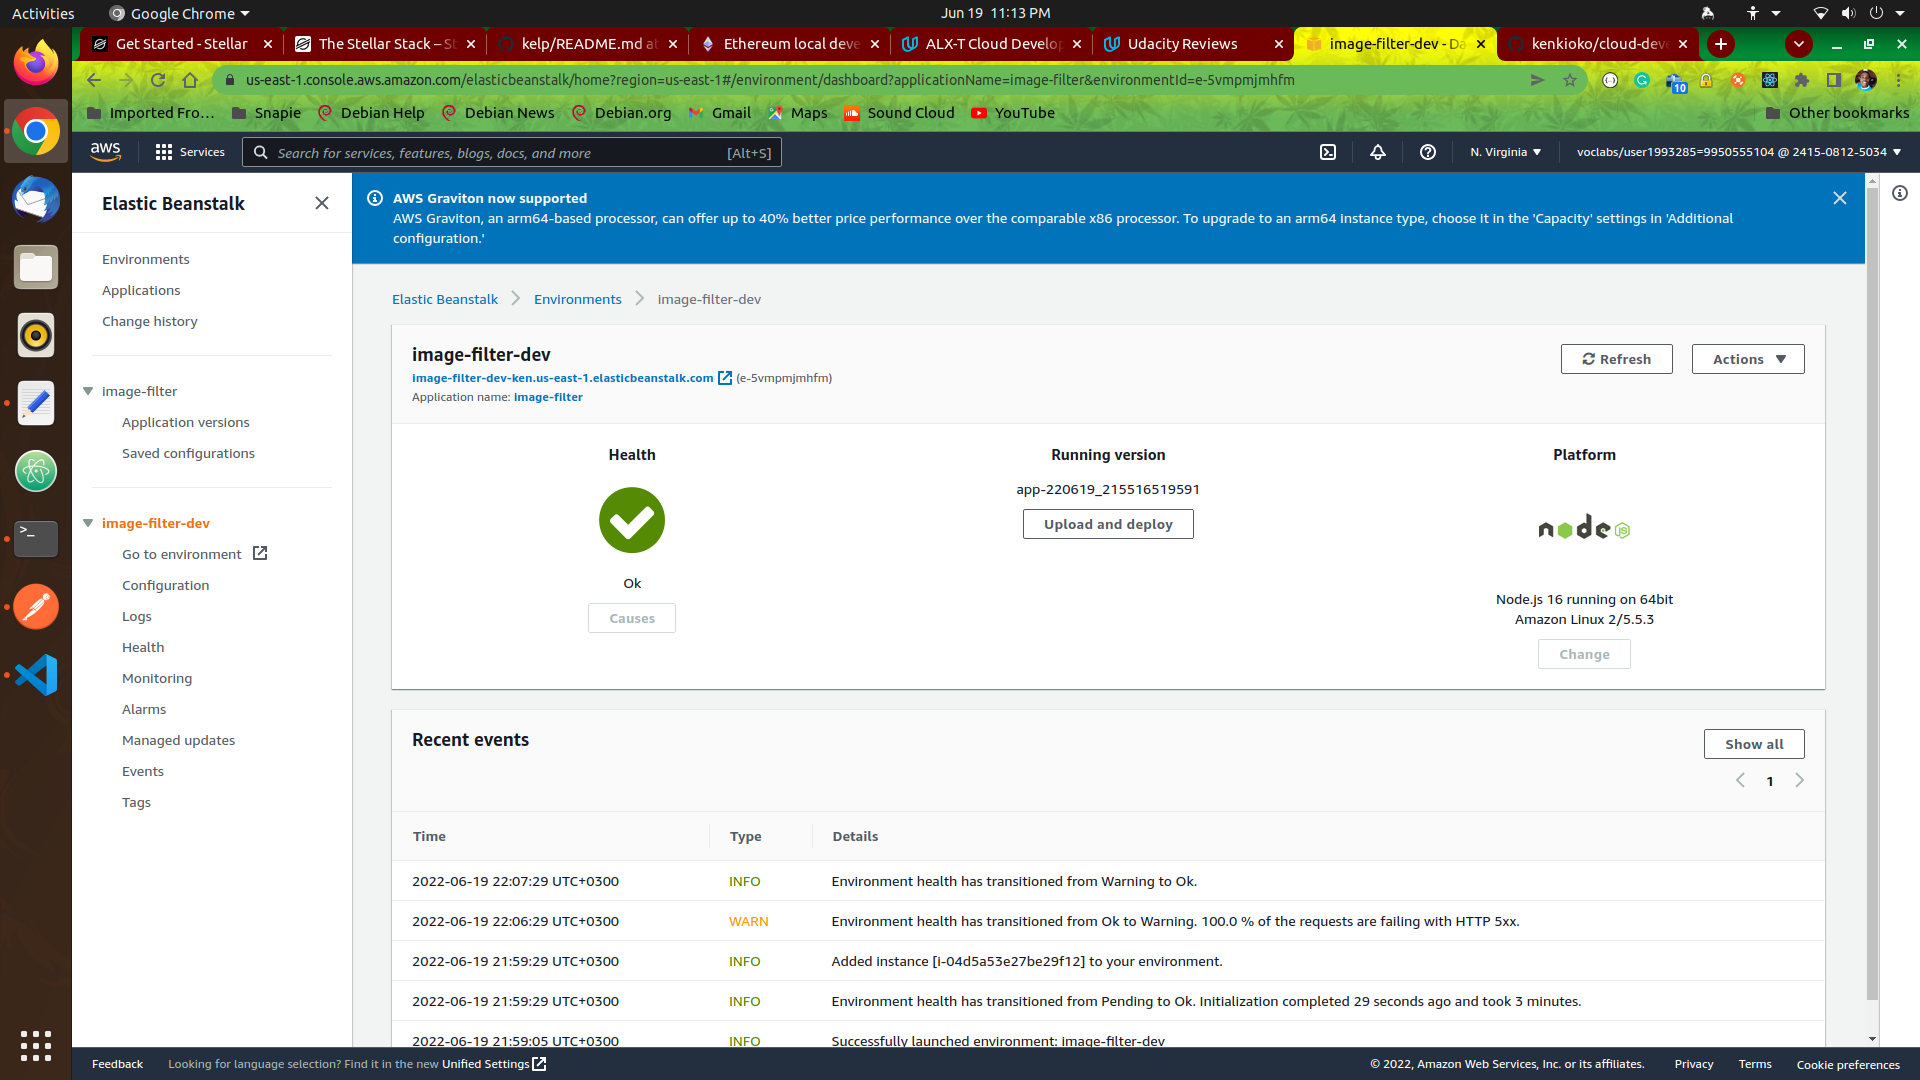 Activities
Google Chrome
Jun 19 11:13 PM
Get Started - Stellar
The Stellar Stack – St
kelp/README.md at
Ethereum local deve
ALX-T Cloud Develop
Udacity Reviews
image-filter-dev - Da
kenkioko/cloud-deve
us-east-1.console.aws.amazon.com/elasticbeanstalk/home?region=us-east-1#/environment/dashboard?applicationName=image-filter&environmentId=e-5vmpmjmhfm
10
Imported Fro...
Snapie
Debian Help
Debian News
Debian.org
Gmail
Maps
Sound Cloud
YouTube
Other bookmarks
aws
Services
Search for services, features, blogs, docs, and more
[Alt+S]
N. Virginia
voclabs/user1993285=9950555104 @ 2415-0812-5034
Elastic Beanstalk
Environments
Applications
Change history
image-filter
Application versions
Saved configurations
image-filter-dev
Go to environment
Configuration
Logs
Health
Monitoring
Alarms
Managed updates
Events
Tags
AWS Graviton now supported
AWS Graviton, an arm64-based processor, can offer up to 40% better price performance over the comparable x86 processor. To upgrade to an arm64 instance type, choose it in the 'Capacity' settings in 'Additional
configuration.'
Elastic Beanstalk
Environments
image-filter-dev
image-filter-dev
image-filter-dev-ken.us-east-1.elasticbeanstalk.com (e-5vmpmjmhfm)
Application name: image-filter
Refresh
Actions
Health
Ok
Causes
Running version
app-220619_215516519591
Upload and deploy
Platform
node JS
Node.js 16 running on 64bit
Amazon Linux 2/5.5.3
Change
Recent events
Show all
1
Time Type Details
2022-06-19 22:07:29 UTC+0300 INFO Environment health has transitioned from Warning to Ok.
2022-06-19 22:06:29 UTC+0300 WARN Environment health has transitioned from Ok to Warning. 100.0 % of the requests are failing with HTTP 5xx.
2022-06-19 21:59:29 UTC+0300 INFO Added instance [i-04d5a53e27be29f12] to your environment.
2022-06-19 21:59:29 UTC+0300 INFO Environment health has transitioned from Pending to Ok. Initialization completed 29 seconds ago and took 3 minutes.
2022-06-19 21:59:05 UTC+0300 INFO Successfully launched environment: image-filter-dev
Feedback
Looking for language selection? Find it in the new Unified Settings
© 2022, Amazon Web Services, Inc. or its affiliates.
Privacy
Terms
Cookie preferences